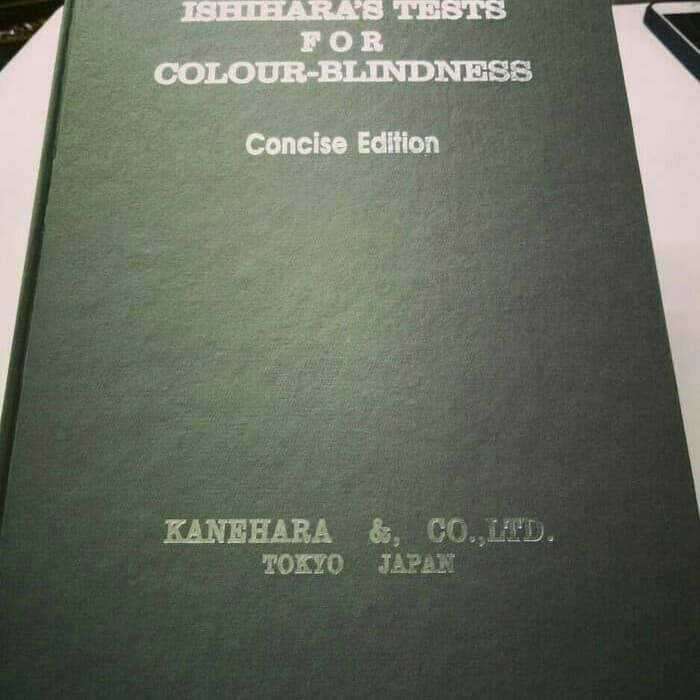 ISHIHARA'S TESTS
FOR
COLOUR-BLINDNESS
Concise Edition
KANEHARA &, CO.,LTD.
TOKYO JAPAN